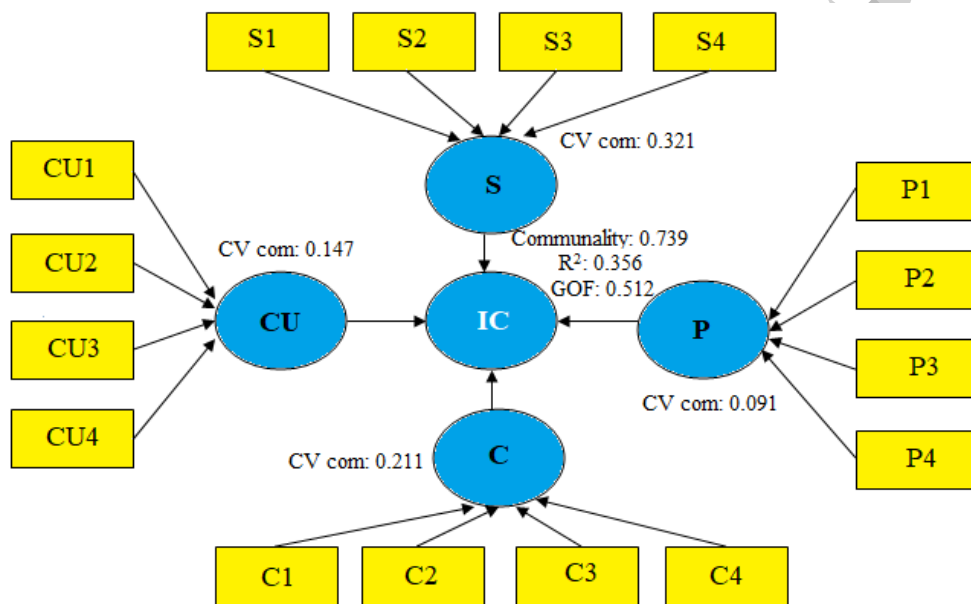 S1 S2 S3 S4
CV com: 0.321
S
CU1
CU2
CU3
CU4
CV com: 0.147
CU
Communality: 0.739
R²: 0.356
GOF: 0.512
IC
P
CV com: 0.091
P1
P2
P3
P4
CV com: 0.211
C
C1 C2 C3 C4